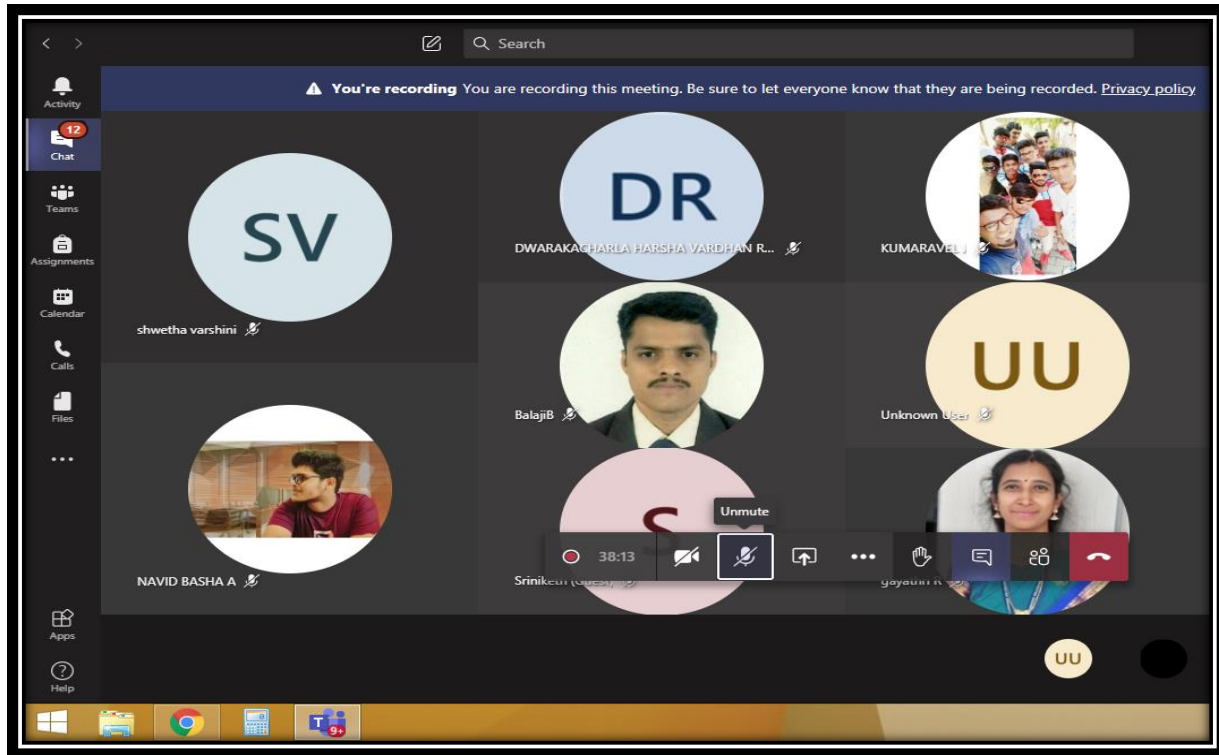 Search
You're recording You are recording this meeting. Be sure to let everyone know that they are being recorded. Privacy policy
Activity
12
Chat
Teams
Assignments
Calendar
Calls
Files
SV
shwetha varshini
DR
DWARAKACHARLA HARSHA VARDHAN R...
KUMARAVEL J
BalajiB
UU
Unknown User
NAVID BASHA A
S
Unmute
38:13
Sriniketh (Guest)
gayathri R
Apps
Help
UU
T
9+